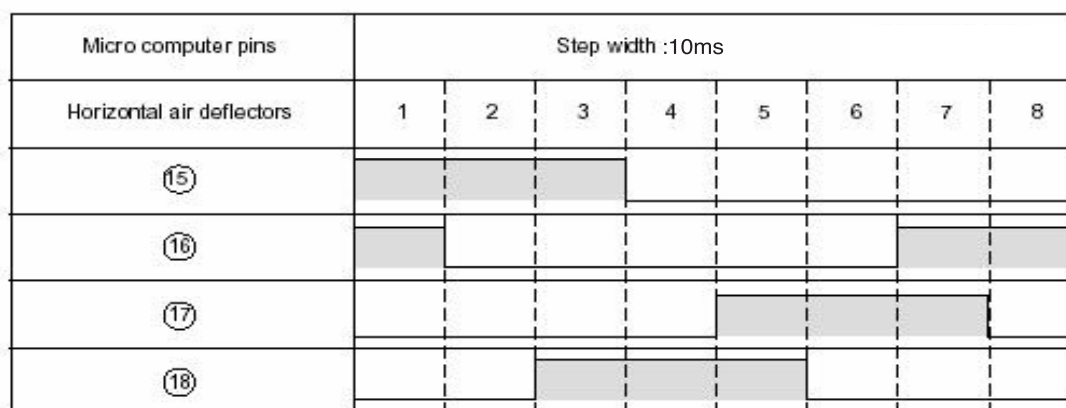 Micro computer pins Step width :10ms
Horizontal air deflectors 1 2 3 4 5 6 7 8
15
16
17
18